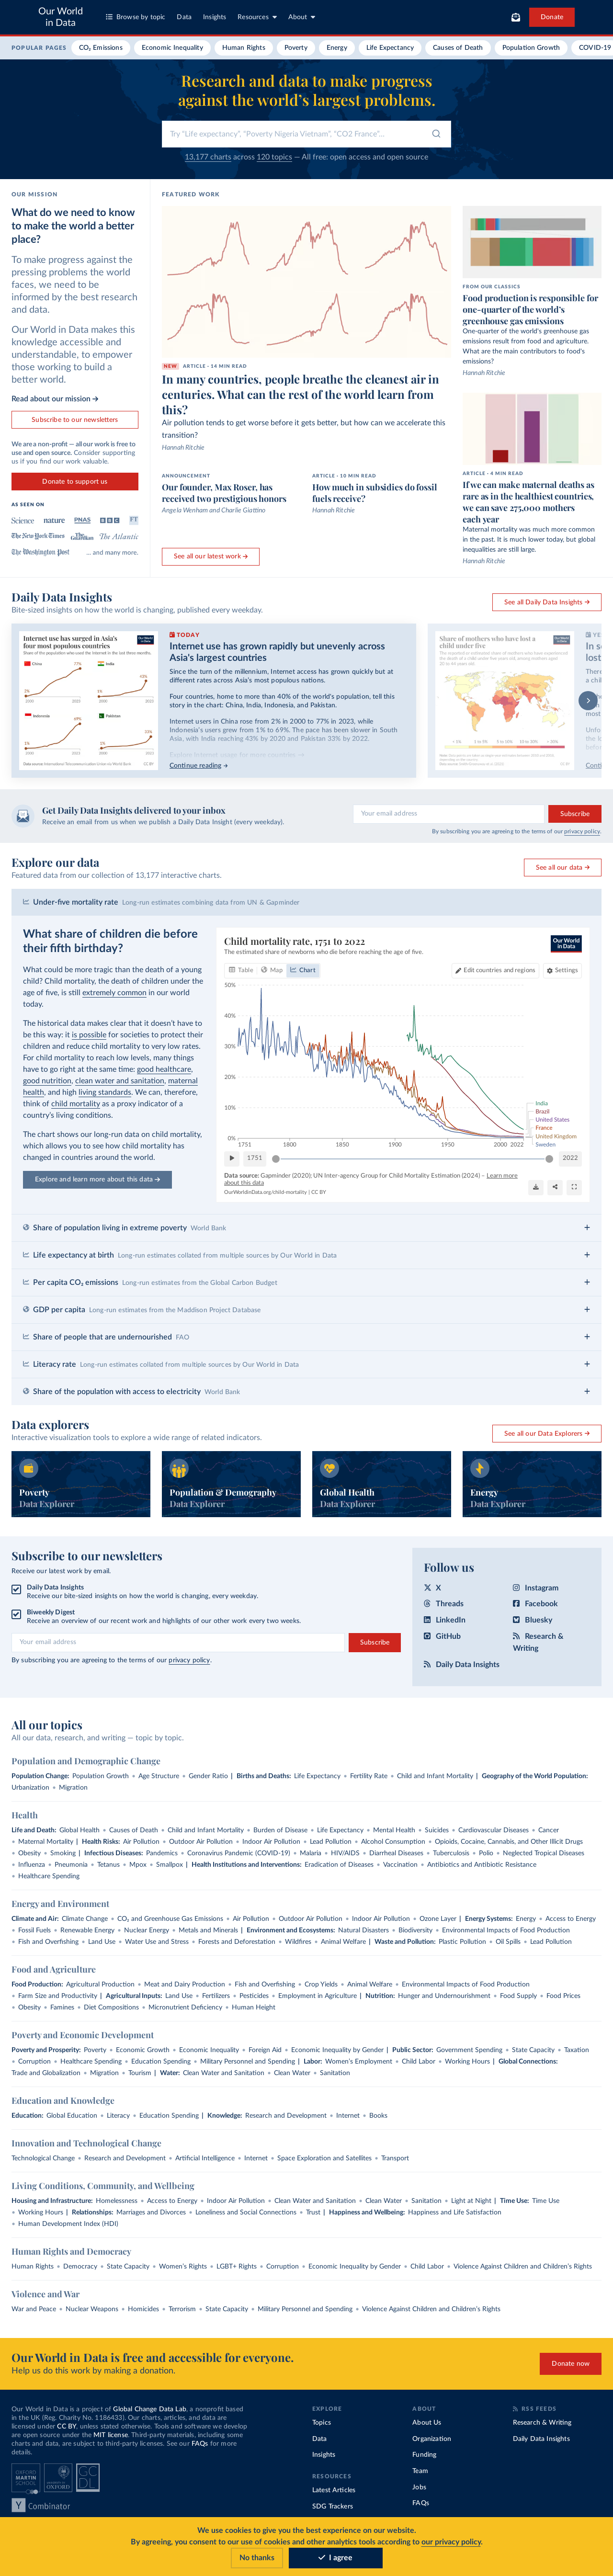 Our World
in Data
Browse by topic
Data
Insights
Resources
About
Donate
POPULAR PAGES
CO₂ Emissions
Economic Inequality
Human Rights
Poverty
Energy
Life Expectancy
Causes of Death
Population Growth
COVID-19
Research and data to make progress
against the world's largest problems.
Try "Life expectancy", "Poverty Nigeria Vietnam", "CO2 France"...
13,177 charts across 120 topics — All free: open access and open source
OUR MISSION
What do we need to know
to make the world a better
place?
To make progress against the
pressing problems the world
faces, we need to be
informed by the best research
and data.
Our World in Data makes this
knowledge accessible and
understandable, to empower
those working to build a
better world.
Read about our mission →
Subscribe to our newsletters
We are a non-profit — all our work is free to
use and open source. Consider supporting
us if you find our work valuable.
Donate to support us
AS SEEN ON
Science
nature
PNAS
BBC
FT
The New York Times
The Guardian
The Atlantic
The Washington Post
... and many more.
FEATURED WORK
NEW ARTICLE • 14 MIN READ
In many countries, people breathe the cleanest air in
centuries. What can the rest of the world learn from
this?
Air pollution tends to get worse before it gets better, but how can we accelerate this
transition?
Hannah Ritchie
ANNOUNCEMENT
Our founder, Max Roser, has
received two prestigious honors
Angela Wenham and Charlie Giattino
ARTICLE • 10 MIN READ
How much in subsidies do fossil
fuels receive?
Hannah Ritchie
See all our latest work →
FROM OUR CLASSICS
Food production is responsible for
one-quarter of the world's
greenhouse gas emissions
One-quarter of the world's greenhouse gas
emissions result from food and agriculture.
What are the main contributors to food's
emissions?
Hannah Ritchie
ARTICLE • 4 MIN READ
If we can make maternal deaths as
rare as in the healthiest countries,
we can save 275,000 mothers
each year
Maternal mortality was much more common
in the past. It is much lower today, but global
inequalities are still large.
Hannah Ritchie
Daily Data Insights
Bite-sized insights on how the world is changing, published every weekday.
See all Daily Data Insights →
Internet use has surged in Asia's
four most populous countries
Share of the population who used the Internet in the last three months.
China
India
Indonesia
Pakistan
TODAY
Internet use has grown rapidly but unevenly across
Asia's largest countries
Since the turn of the millennium, Internet access has grown quickly but at
different rates across Asia's most populous nations.
Four countries, home to more than 40% of the world's population, tell this
story in the chart: China, India, Indonesia, and Pakistan.
Internet users in China rose from 2% in 2000 to 77% in 2023, while
Indonesia's users grew from 1% to 69%. The pace has been slower in South
Asia, with India reaching 43% by 2020 and Pakistan 33% by 2022.
Continue reading →
Share of mothers who have lost a
child under five
Get Daily Data Insights delivered to your inbox
Receive an email from us when we publish a Daily Data Insight (every weekday).
Your email address
Subscribe
By subscribing you are agreeing to the terms of our privacy policy.
Explore our data
Featured data from our collection of 13,177 interactive charts.
See all our data →
Under-five mortality rate Long-run estimates combining data from UN & Gapminder
What share of children die before
their fifth birthday?
What could be more tragic than the death of a young
child? Child mortality, the death of children under the
age of five, is still extremely common in our world
today.
The historical data makes clear that it doesn't have to
be this way: it is possible for societies to protect their
children and reduce child mortality to very low rates.
For child mortality to reach low levels, many things
have to go right at the same time: good healthcare,
good nutrition, clean water and sanitation, maternal
health, and high living standards. We can, therefore,
think of child mortality as a proxy indicator of a
country's living conditions.
The chart shows our long-run data on child mortality,
which allows you to see how child mortality has
changed in countries around the world.
Explore and learn more about this data →
Child mortality rate, 1751 to 2022
The estimated share of newborns who die before reaching the age of five.
Our World
in Data
Table
Map
Chart
Edit countries and regions
Settings
50%
40%
30%
20%
10%
0%
India
Brazil
United States
France
United Kingdom
Sweden
1751
1800
1850
1900
1950
2000 2022
1751
2022
Data source: Gapminder (2020); UN Inter-agency Group for Child Mortality Estimation (2024) – Learn more
about this data
OurWorldinData.org/child-mortality | CC BY
Share of population living in extreme poverty World Bank
Life expectancy at birth Long-run estimates collated from multiple sources by Our World in Data
Per capita CO₂ emissions Long-run estimates from the Global Carbon Budget
GDP per capita Long-run estimates from the Maddison Project Database
Share of people that are undernourished FAO
Literacy rate Long-run estimates collated from multiple sources by Our World in Data
Share of the population with access to electricity World Bank
Data explorers
Interactive visualization tools to explore a wide range of related indicators.
See all our Data Explorers →
Poverty
Data Explorer
Population & Demography
Data Explorer
Global Health
Data Explorer
Energy
Data Explorer
Subscribe to our newsletters
Receive our latest work by email.
Daily Data Insights
Receive our bite-sized insights on how the world is changing, every weekday.
Biweekly Digest
Receive an overview of our recent work and highlights of our other work every two weeks.
Your email address
Subscribe
By subscribing you are agreeing to the terms of our privacy policy.
Follow us
X
Instagram
Threads
Facebook
LinkedIn
Bluesky
GitHub
Research &
Writing
Daily Data Insights
All our topics
All our data, research, and writing — topic by topic.
Population and Demographic Change
Population Change: Population Growth • Age Structure • Gender Ratio | Births and Deaths: Life Expectancy • Fertility Rate • Child and Infant Mortality | Geography of the World Population:
Urbanization • Migration
Health
Life and Death: Global Health • Causes of Death • Child and Infant Mortality • Burden of Disease • Life Expectancy • Mental Health • Suicides • Cardiovascular Diseases • Cancer
• Maternal Mortality | Health Risks: Air Pollution • Outdoor Air Pollution • Indoor Air Pollution • Lead Pollution • Alcohol Consumption • Opioids, Cocaine, Cannabis, and Other Illicit Drugs
• Obesity • Smoking | Infectious Diseases: Pandemics • Coronavirus Pandemic (COVID-19) • Malaria • HIV/AIDS • Diarrheal Diseases • Tuberculosis • Polio • Neglected Tropical Diseases
• Influenza • Pneumonia • Tetanus • Mpox • Smallpox | Health Institutions and Interventions: Eradication of Diseases • Vaccination • Antibiotics and Antibiotic Resistance
• Healthcare Spending
Energy and Environment
Climate and Air: Climate Change • CO₂ and Greenhouse Gas Emissions • Air Pollution • Outdoor Air Pollution • Indoor Air Pollution • Ozone Layer | Energy Systems: Energy • Access to Energy
• Fossil Fuels • Renewable Energy • Nuclear Energy • Metals and Minerals | Environment and Ecosystems: Natural Disasters • Biodiversity • Environmental Impacts of Food Production
• Fish and Overfishing • Land Use • Water Use and Stress • Forests and Deforestation • Wildfires • Animal Welfare | Waste and Pollution: Plastic Pollution • Oil Spills • Lead Pollution
Food and Agriculture
Food Production: Agricultural Production • Meat and Dairy Production • Fish and Overfishing • Crop Yields • Animal Welfare • Environmental Impacts of Food Production
• Farm Size and Productivity | Agricultural Inputs: Land Use • Fertilizers • Pesticides • Employment in Agriculture | Nutrition: Hunger and Undernourishment • Food Supply • Food Prices
• Obesity • Famines • Diet Compositions • Micronutrient Deficiency • Human Height
Poverty and Economic Development
Poverty and Prosperity: Poverty • Economic Growth • Economic Inequality • Foreign Aid • Economic Inequality by Gender | Public Sector: Government Spending • State Capacity • Taxation
• Corruption • Healthcare Spending • Education Spending • Military Personnel and Spending | Labor: Women's Employment • Child Labor • Working Hours | Global Connections:
Trade and Globalization • Migration • Tourism | Water: Clean Water and Sanitation • Clean Water • Sanitation
Education and Knowledge
Education: Global Education • Literacy • Education Spending | Knowledge: Research and Development • Internet • Books
Innovation and Technological Change
Technological Change • Research and Development • Artificial Intelligence • Internet • Space Exploration and Satellites • Transport
Living Conditions, Community, and Wellbeing
Housing and Infrastructure: Homelessness • Access to Energy • Indoor Air Pollution • Clean Water and Sanitation • Clean Water • Sanitation • Light at Night | Time Use: Time Use
• Working Hours | Relationships: Marriages and Divorces • Loneliness and Social Connections • Trust | Happiness and Wellbeing: Happiness and Life Satisfaction
• Human Development Index (HDI)
Human Rights and Democracy
Human Rights • Democracy • State Capacity • Women's Rights • LGBT+ Rights • Corruption • Economic Inequality by Gender • Child Labor • Violence Against Children and Children's Rights
Violence and War
War and Peace • Nuclear Weapons • Homicides • Terrorism • State Capacity • Military Personnel and Spending • Violence Against Children and Children's Rights
Our World in Data is free and accessible for everyone.
Help us do this work by making a donation.
Donate now
Our World in Data is a project of Global Change Data Lab, a nonprofit based
in the UK (Reg. Charity No. 1186433). Our charts, articles, and data are
licensed under CC BY, unless stated otherwise. Tools and software we develop
are open source under the MIT license. Third-party materials, including some
charts and data, are subject to third-party licenses. See our FAQs for more
details.
OXFORD
MARTIN
SCHOOL
UNIVERSITY OF
OXFORD
GC
DL
Y Combinator
EXPLORE
Topics
Data
Insights
RESOURCES
Latest Articles
SDG Trackers
ABOUT
About Us
Organization
Funding
Team
Jobs
FAQs
RSS FEEDS
Research & Writing
Daily Data Insights
We use cookies to give you the best experience on our website.
By agreeing, you consent to our use of cookies and other analytics tools according to our privacy policy.
No thanks
I agree